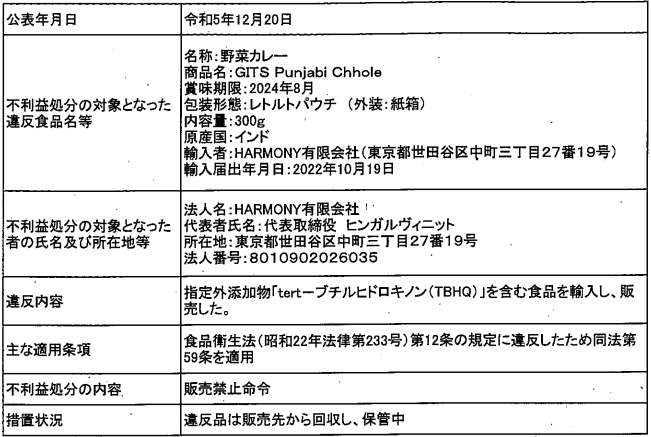 公表年月日
令和5年12月20日
不利益処分の対象となった
違反食品名等
名称:野菜カレー
商品名:GITS Punjabi Chhole
賞味期限:2024年8月
包装形態:レトルトパウチ (外装:紙箱)
内容量:300g
原産国:インド
輸入者:HARMONY有限会社(東京都世田谷区中町三丁目27番19号)
輸入届出年月日:2022年10月19日
不利益処分の対象となった
者の氏名及び所在地等
法人名:HARMONY有限会社
代表者氏名:代表取締役 ヒンガルヴィニット
所在地:東京都世田谷区中町三丁目27番19号
法人番号:8010902026035
違反内容
指定外添加物「tertーブチルヒドロキノン(TBHQ)」を含む食品を輸入し、販
売した。
主な適用条項
食品衛生法(昭和22年法律第233号)第12条の規定に違反したため同法第
59条を適用
不利益処分の内容
販売禁止命令
措置状況
違反品は販売先から回収し、保管中